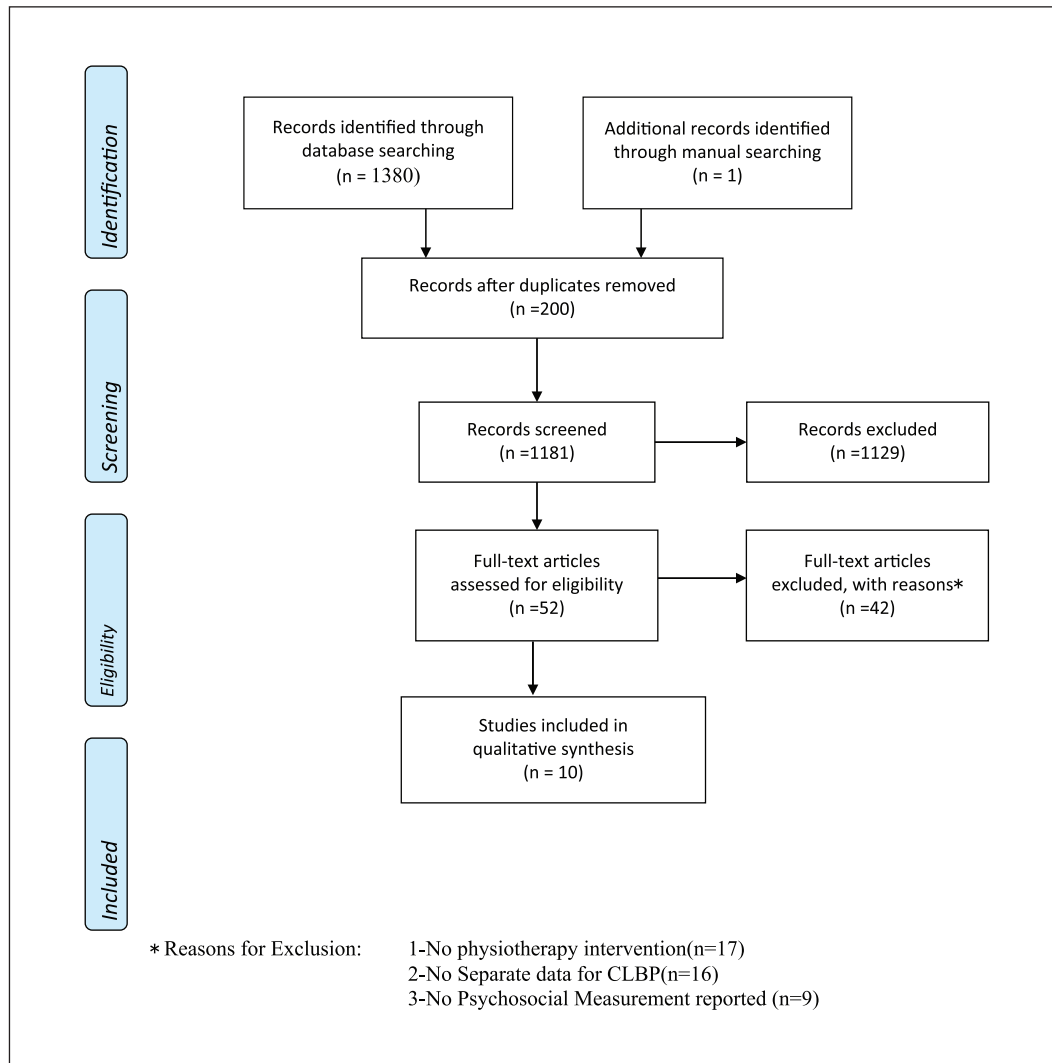 Identification
Records identified through
database searching
(n = 1380)
Additional records identified
through manual searching
(n = 1)
Records after duplicates removed
(n =200)
Screening
Records screened
(n =1181)
Records excluded
(n =1129)
Eligibility
Full-text articles
assessed for eligibility
(n =52)
Full-text articles
excluded, with reasons*
(n =42)
Studies included in
qualitative synthesis
(n = 10)
Included
* Reasons for Exclusion:
1-No physiotherapy intervention(n=17)
2-No Separate data for CLBP(n=16)
3-No Psychosocial Measurement reported (n=9)